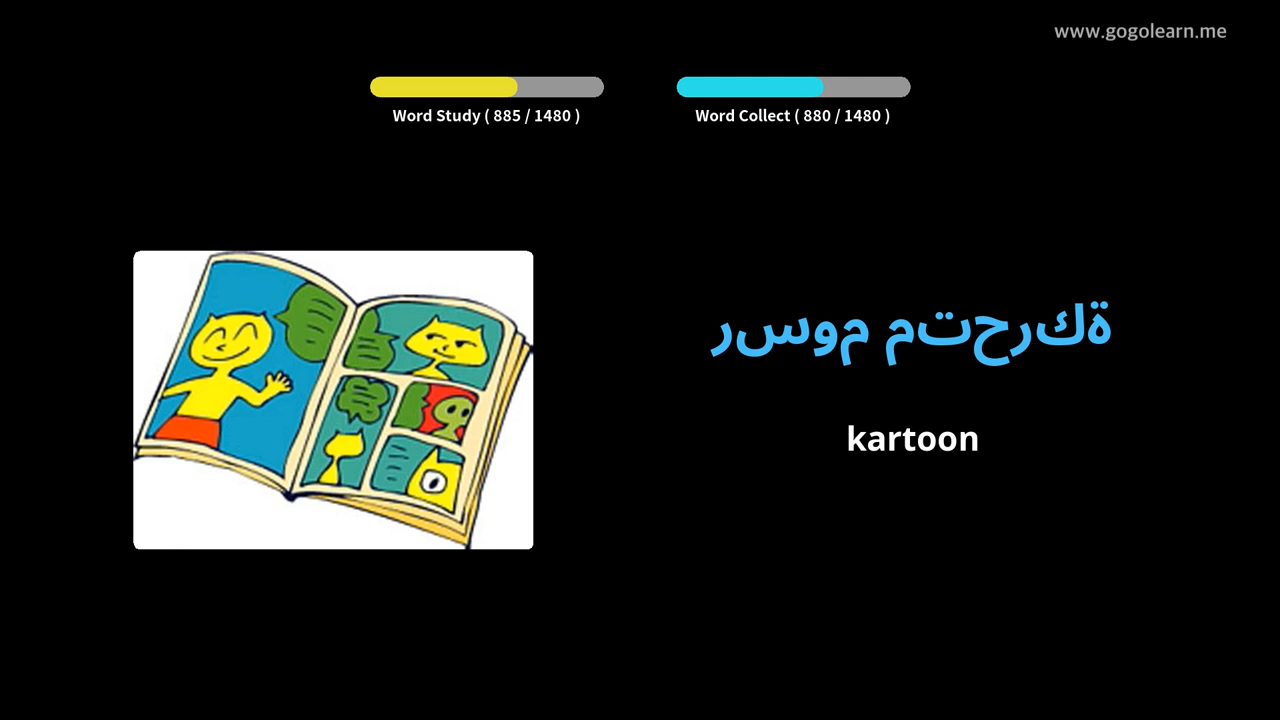 www.gogolearn.me
Word Study ( 885 / 1480 )
Word Collect ( 880 / 1480 )
رسوم متحركة
kartoon